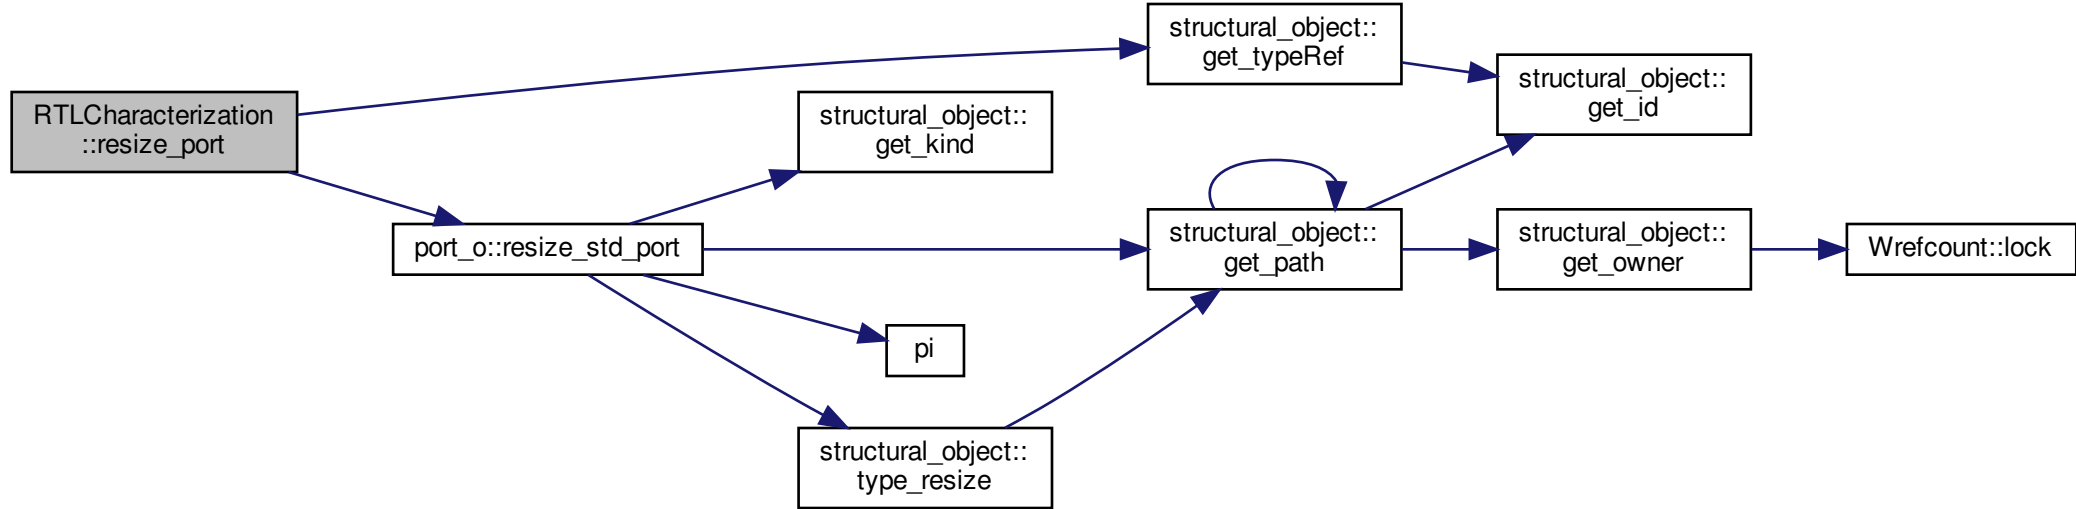 RTLCharacterization
::resize_port
port_o::resize_std_port
structural_object::
get_kind
pi
structural_object::
type_resize
structural_object::
get_typeRef
structural_object::
get_path
structural_object::
get_id
structural_object::
get_owner
Wrefcount::lock